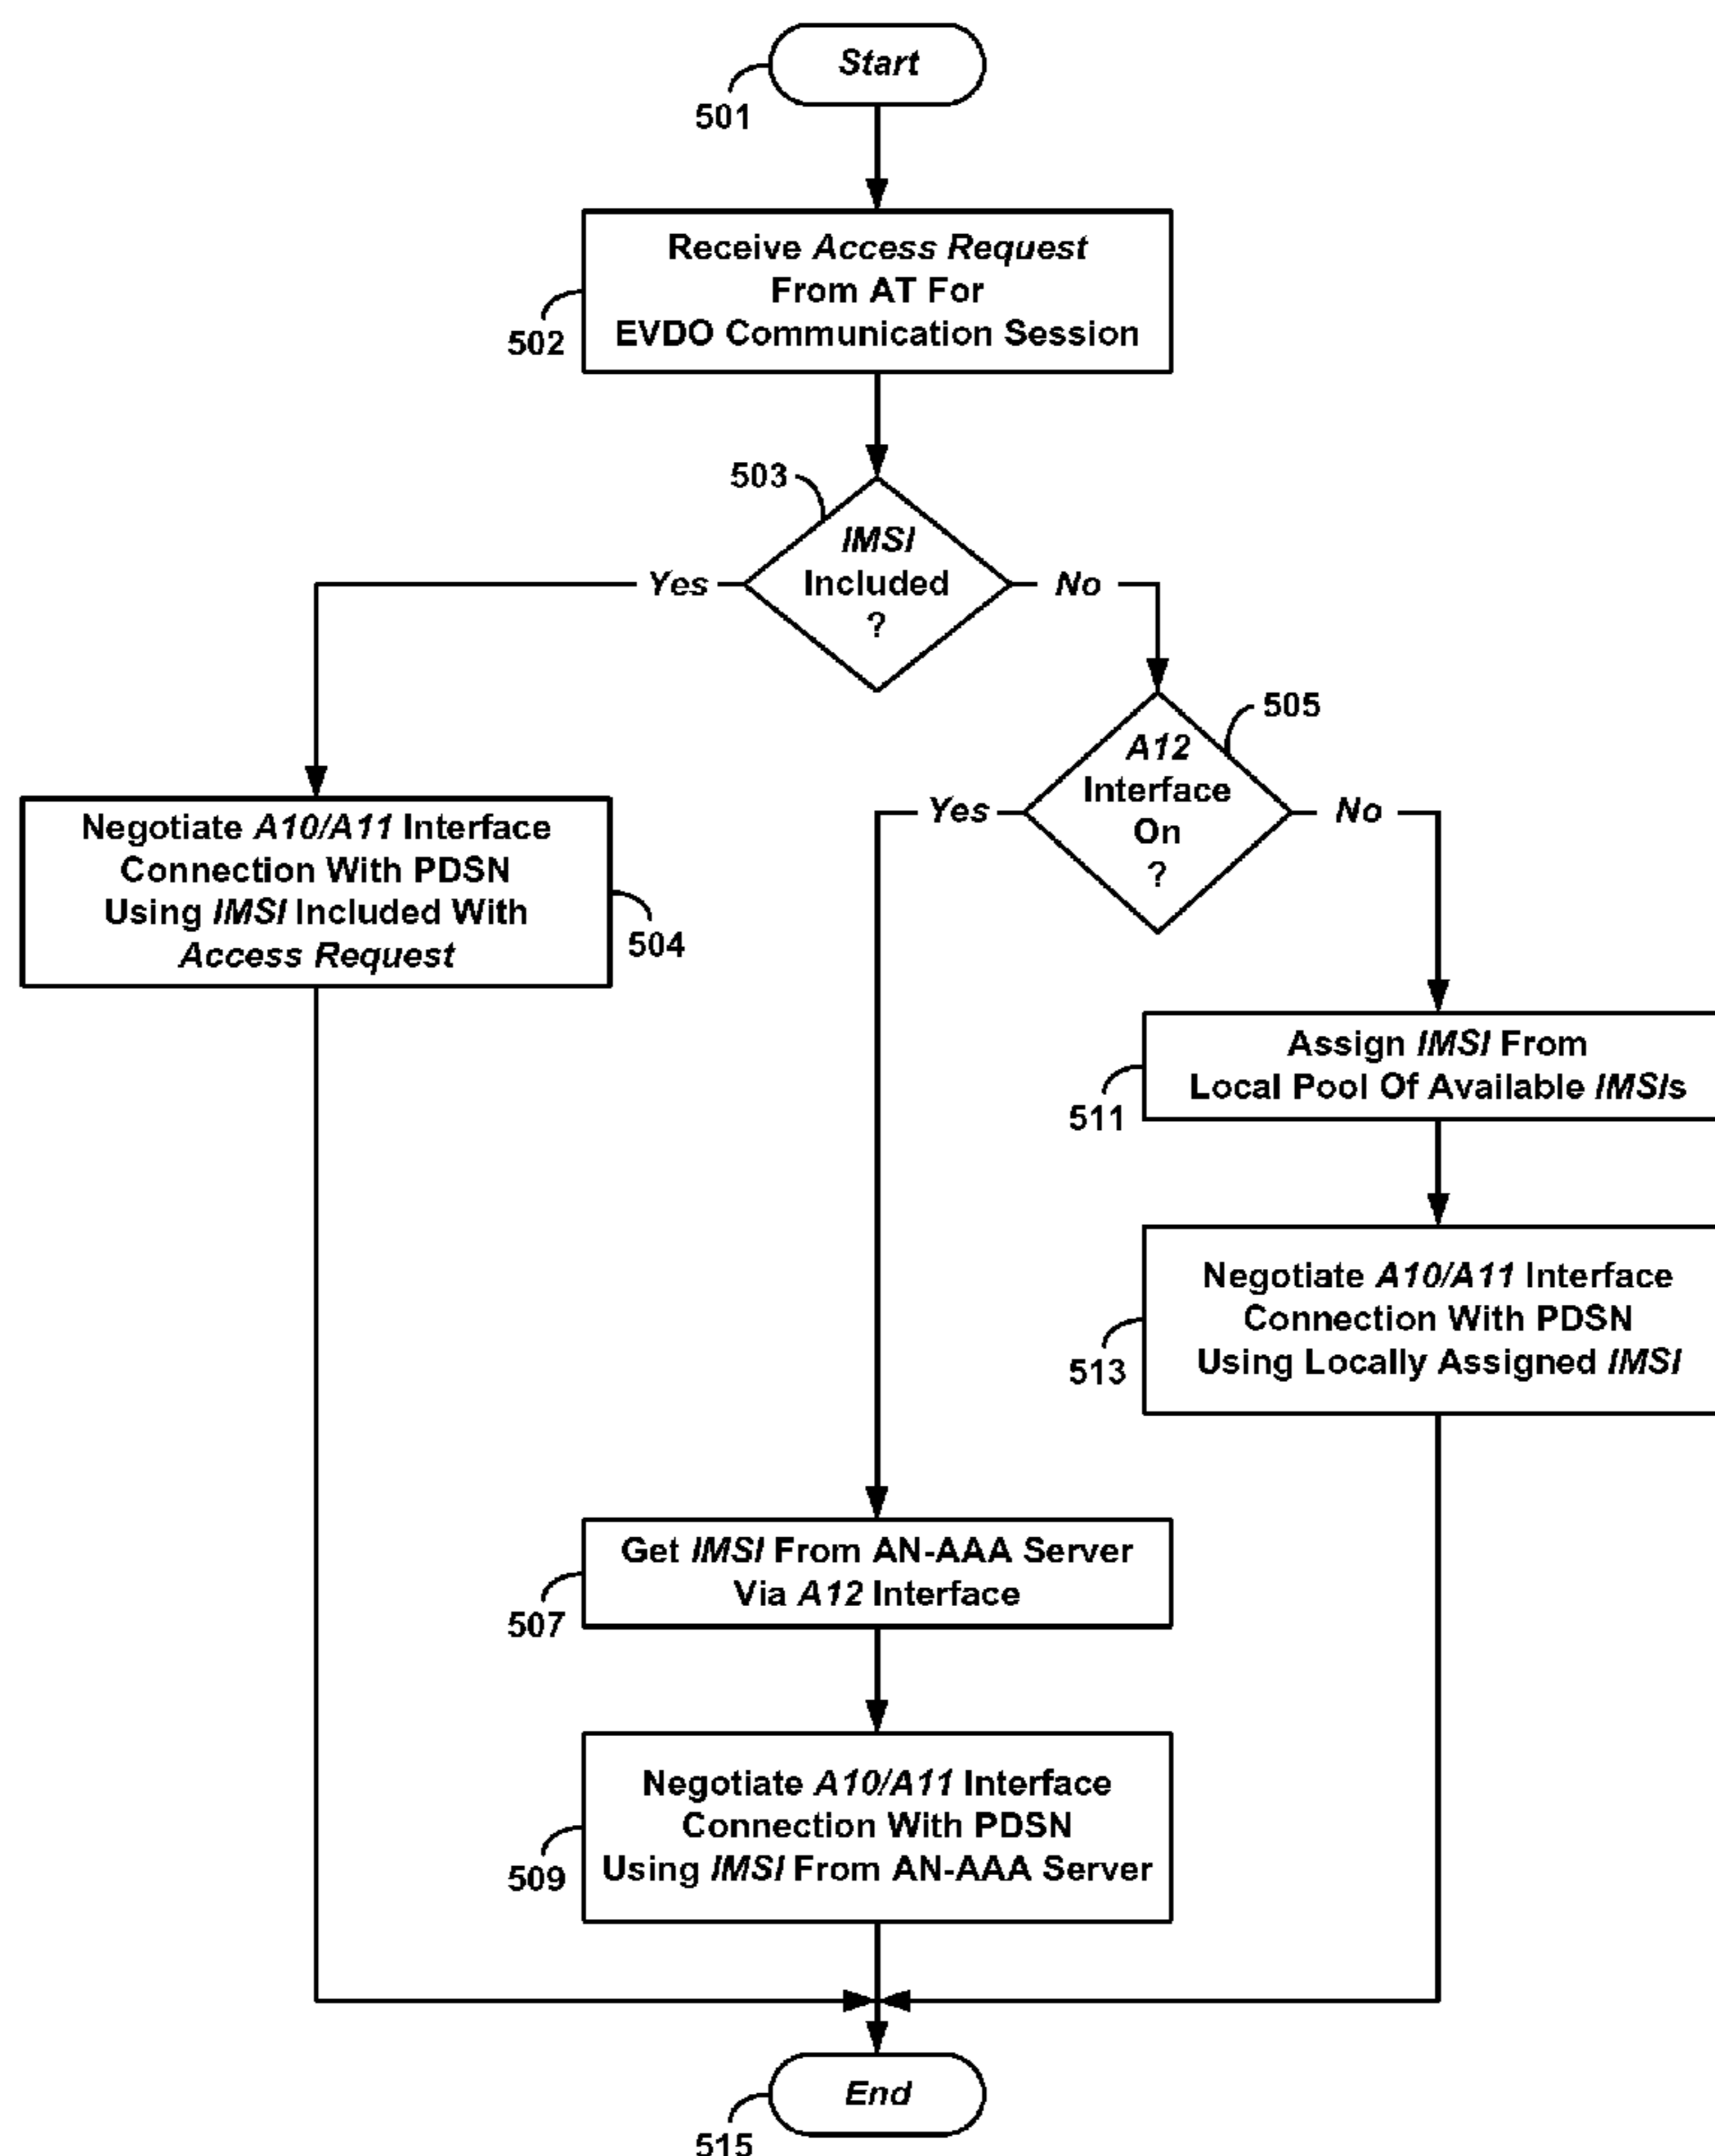 Start
501
Receive Access Request
From AT For
EVDO Communication Session
502
503
IMSI
Included
?
Yes
No
505
A12
Interface
On
?
Yes
No
Negotiate A10/A11 Interface
Connection With PDSN
Using IMSI Included With
Access Request
504
Assign IMSI From
Local Pool Of Available IMSIs
511
Negotiate A10/A11 Interface
Connection With PDSN
Using Locally Assigned IMSI
513
Get IMSI From AN-AAA Server
Via A12 Interface
507
Negotiate A10/A11 Interface
Connection With PDSN
Using IMSI From AN-AAA Server
509
End
515